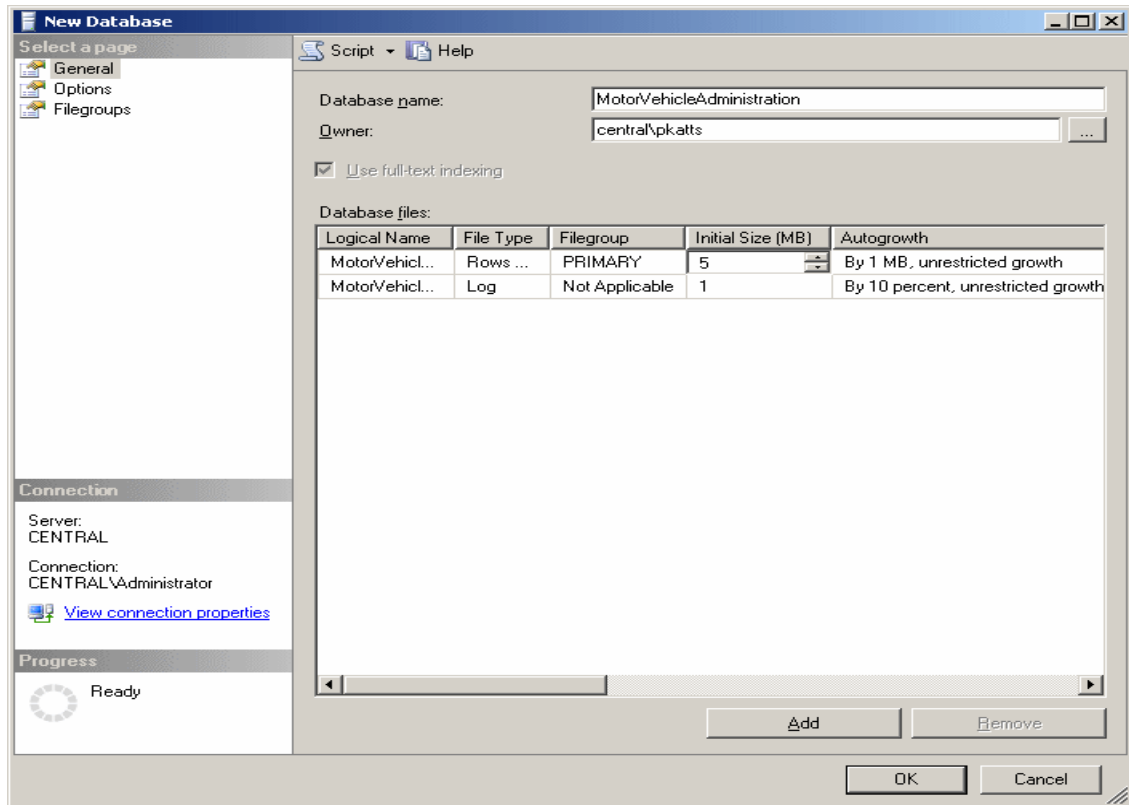 New Database
Select a page
General
Options
Filegroups
Script Help
Database name: MotorVehicleAdministration
Owner: central\pkatts ...
Use full-text indexing
Database files:
Logical Name File Type Filegroup Initial Size (MB) Autogrowth
MotorVehicl... Rows ... PRIMARY 5 By 1 MB, unrestricted growth
MotorVehicl... Log Not Applicable 1 By 10 percent, unrestricted growth
Connection
Server:
CENTRAL
Connection:
CENTRAL\Administrator
View connection properties
Progress
Ready
Add Remove
OK Cancel